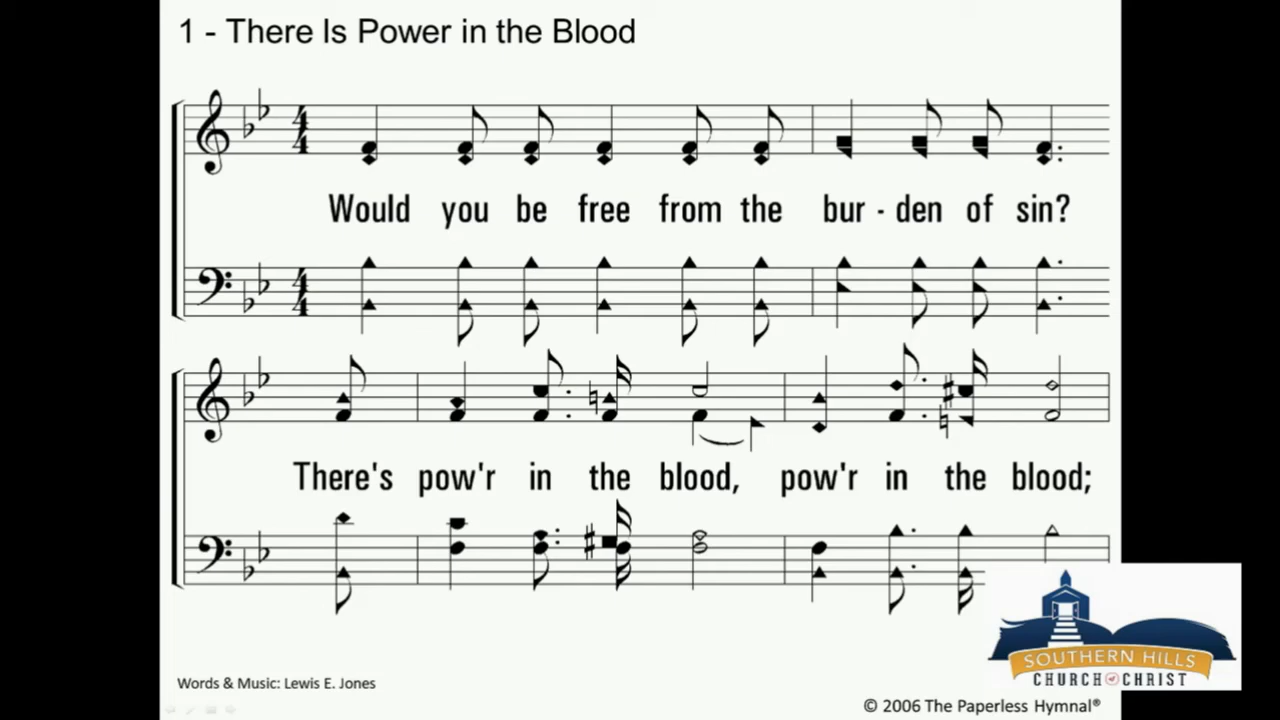 1 - There Is Power in the Blood
Would you be free from the bur - den of sin?
There's pow'r in the blood, pow'r in the blood;
SOUTHERN HILLS
CHURCH of CHRIST
Words & Music: Lewis E. Jones
© 2006 The Paperless Hymnal®